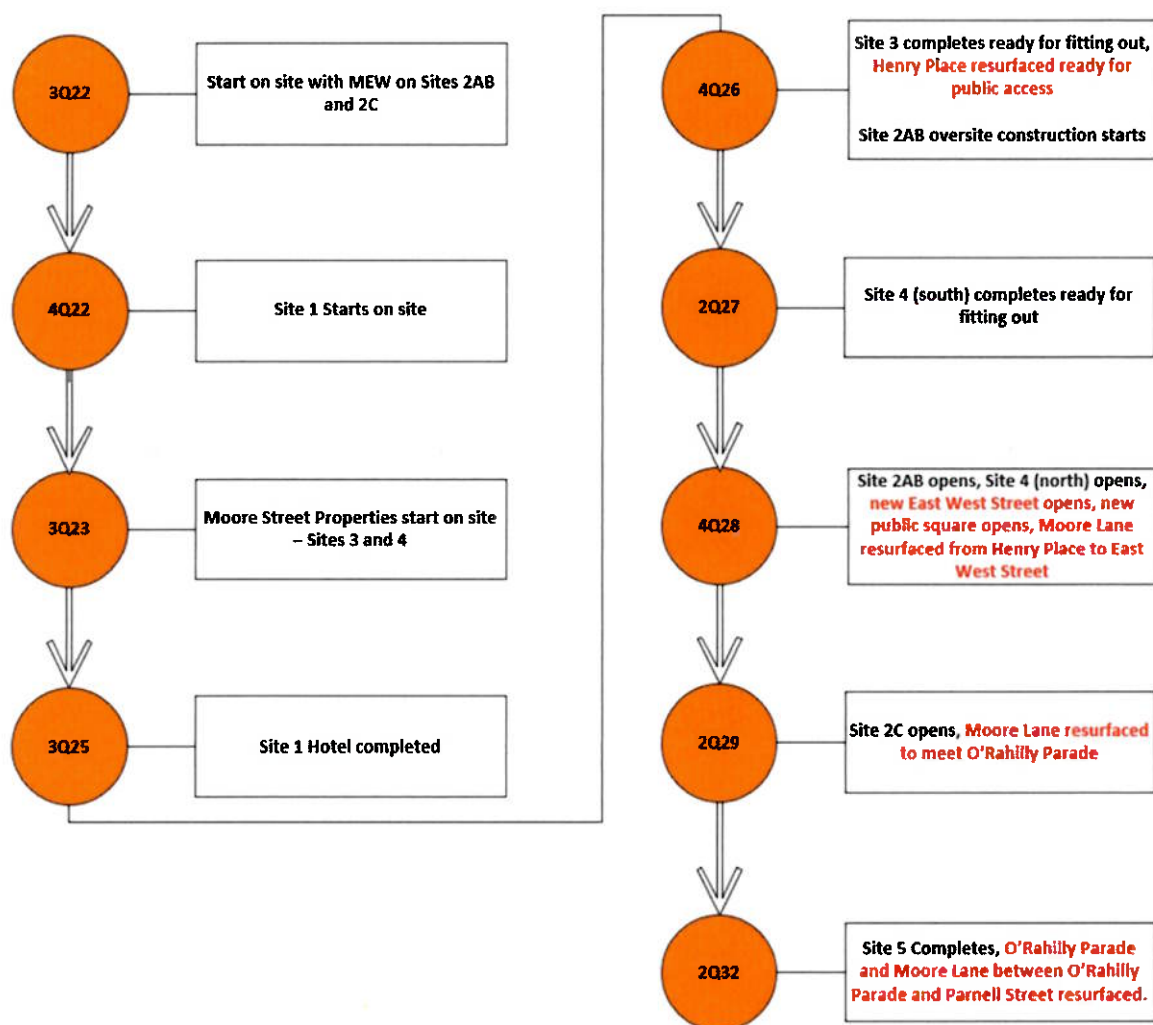 3Q22
Start on site with MEW on Sites 2AB
and 2C
4Q22
Site 1 Starts on site
3Q23
Moore Street Properties start on site
– Sites 3 and 4
3Q25
Site 1 Hotel completed
4Q26
Site 3 completes ready for fitting out,
Henry Place resurfaced ready for
public access
Site 2AB oversite construction starts
2Q27
Site 4 (south) completes ready for
fitting out
4Q28
Site 2AB opens, Site 4 (north) opens,
new East West Street opens, new
public square opens, Moore Lane
resurfaced from Henry Place to East
West Street
2Q29
Site 2C opens, Moore Lane resurfaced
to meet O'Rahilly Parade
2Q32
Site 5 Completes, O'Rahilly Parade
and Moore Lane between O'Rahilly
Parade and Parnell Street resurfaced.